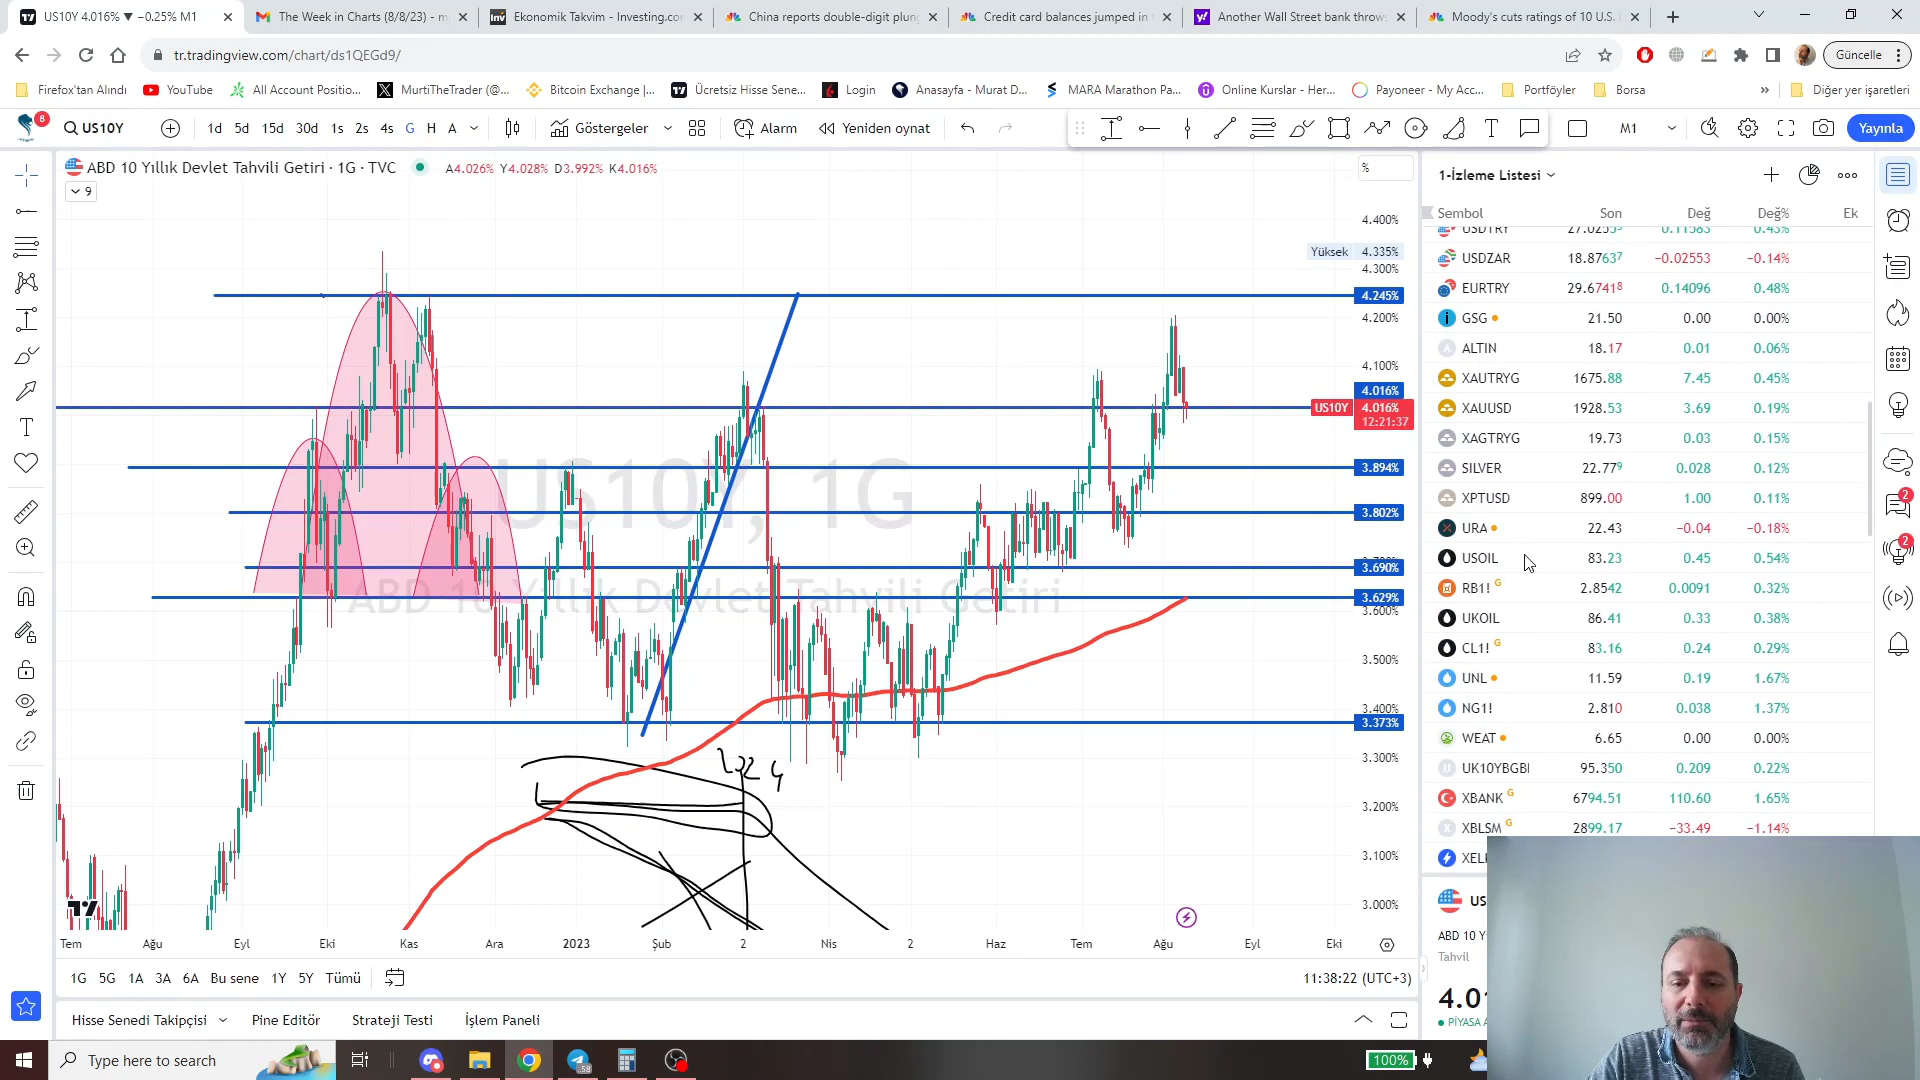 US10Y 4.016% ▼ −0.25% M1
The Week in Charts (8/8/23) - m
Ekonomik Takvim - Investing.co
China reports double-digit plun
Credit card balances jumped in
Another Wall Street bank throw
Moody's cuts ratings of 10 U.S.
tr.tradingview.com/chart/ds1QEGd9/
Güncelle
Firefox'tan Alındı
YouTube
All Account Positio...
MurtiTheTrader (@...
Bitcoin Exchange |...
Ücretsiz Hisse Sene...
Login
Anasayfa - Murat D...
MARA Marathon Pa...
Online Kurslar - Her...
Payoneer - My Acc...
Portföyler
Borsa
»
Diğer yer işaretleri
8
US10Y
1d 5d 15d 30d 1s 2s 4s G H A
Göstergeler
Alarm
Yeniden oynat
M1
Yayınla
ABD 10 Yıllık Devlet Tahvili Getiri · 1G · TVC
A4.026% Y4.028% D3.992% K4.016%
9
%
4.400%
Yüksek 4.335%
4.300%
4.245%
4.200%
4.100%
4.016%
US10Y 4.016%
12:21:37
3.894%
3.802%
3.690%
3.629%
3.600%
3.500%
3.400%
3.373%
3.300%
3.200%
3.100%
3.000%
US10Y, 1G
ABD 10 Yıllık Devlet Tahvili Getiri
Tem Ağu Eyl Eki Kas Ara 2023 Şub 2 Nis 2 Haz Tem Ağu Eyl Eki
1G 5G 1A 3A 6A Bu sene 1Y 5Y Tümü
11:38:22 (UTC+3)
Hisse Senedi Takipçisi
Pine Editör
Strateji Testi
İşlem Paneli
1-İzleme Listesi
Sembol Son Değ Değ% Ek
USDTRY 27.0255⁵ 0.11583 0.43%
USDZAR 18.8763⁷ −0.02553 −0.14%
EURTRY 29.6741⁸ 0.14096 0.48%
GSG 21.50 0.00 0.00%
ALTIN 18.17 0.01 0.06%
XAUTRYG 1675.88 7.45 0.45%
XAUUSD 1928.53 3.69 0.19%
XAGTRYG 19.73 0.03 0.15%
SILVER 22.77⁹ 0.028 0.12%
XPTUSD 899.00 1.00 0.11%
URA 22.43 −0.04 −0.18%
USOIL 83.23 0.45 0.54%
RB1! G 2.8542 0.0091 0.32%
UKOIL 86.41 0.33 0.38%
CL1! G 83.16 0.24 0.29%
UNL 11.59 0.19 1.67%
NG1! 2.810 0.038 1.37%
WEAT 6.65 0.00 0.00%
UK10YBGBI 95.350 0.209 0.22%
XBANK G 6794.51 110.60 1.65%
XBLSM G 2899.17 −33.49 −1.14%
XEL
US
ABD 10 Y
Tahvil
4.01
PİYASA A
2
2
Type here to search
.58
100%